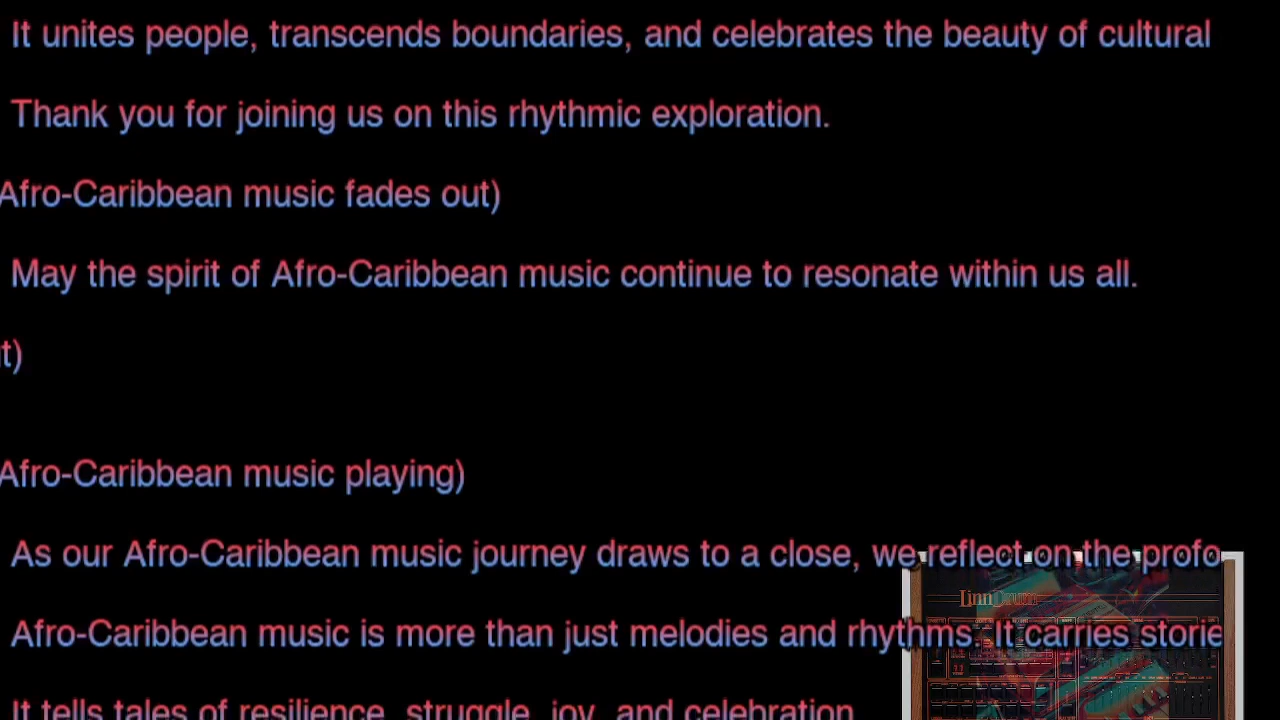 It unites people, transcends boundaries, and celebrates the beauty of cultural
Thank you for joining us on this rhythmic exploration.
Afro-Caribbean music fades out)
May the spirit of Afro-Caribbean music continue to resonate within us all.
t)
Afro-Caribbean music playing)
As our Afro-Caribbean music journey draws to a close, we reflect on the profo
LinnDrum
Afro-Caribbean music is more than just melodies and rhythms. It carries storie
It tells tales of resilience, struggle, joy, and celebration